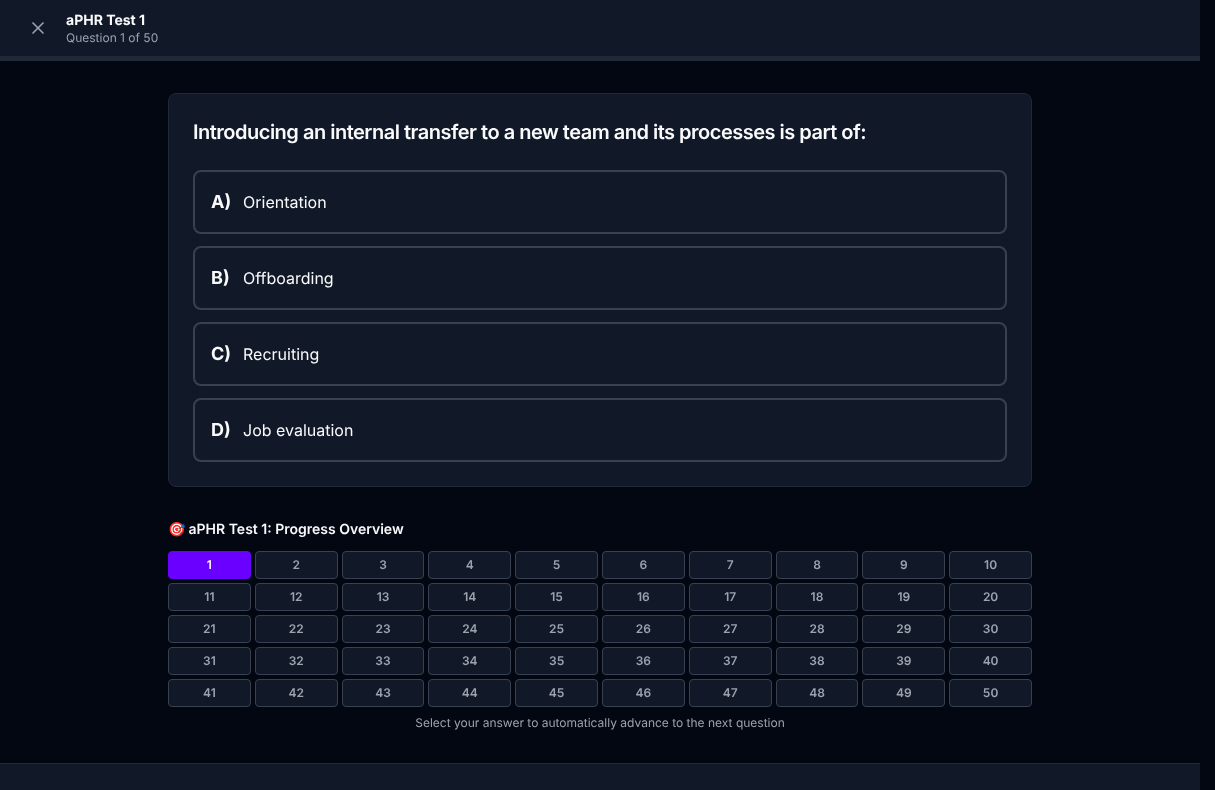 aPHR Test 1
Question 1 of 50
Introducing an internal transfer to a new team and its processes is part of:
A) Orientation
B) Offboarding
C) Recruiting
D) Job evaluation
🎯 aPHR Test 1: Progress Overview
1 2 3 4 5 6 7 8 9 10
11 12 13 14 15 16 17 18 19 20
21 22 23 24 25 26 27 28 29 30
31 32 33 34 35 36 37 38 39 40
41 42 43 44 45 46 47 48 49 50
Select your answer to automatically advance to the next question